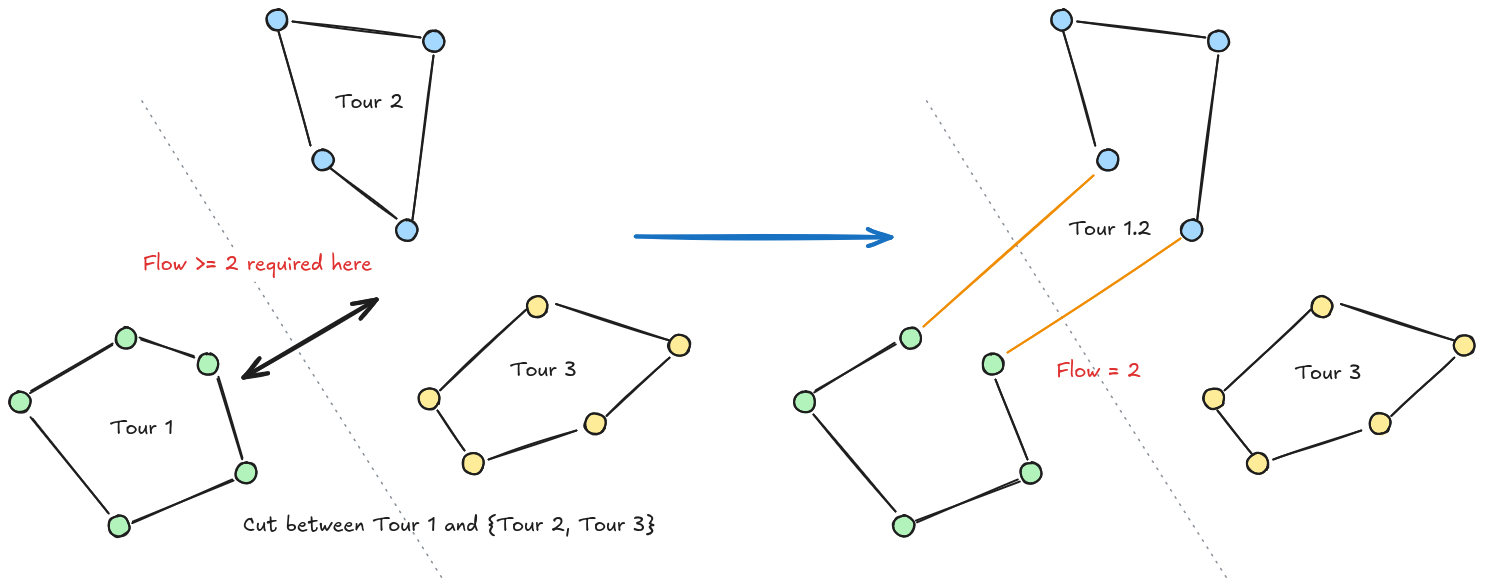 Tour 2
Flow >= 2 required here
Tour 3
Tour 1
Cut between Tour 1 and {Tour 2, Tour 3}
Tour 1.2
Flow = 2
Tour 3